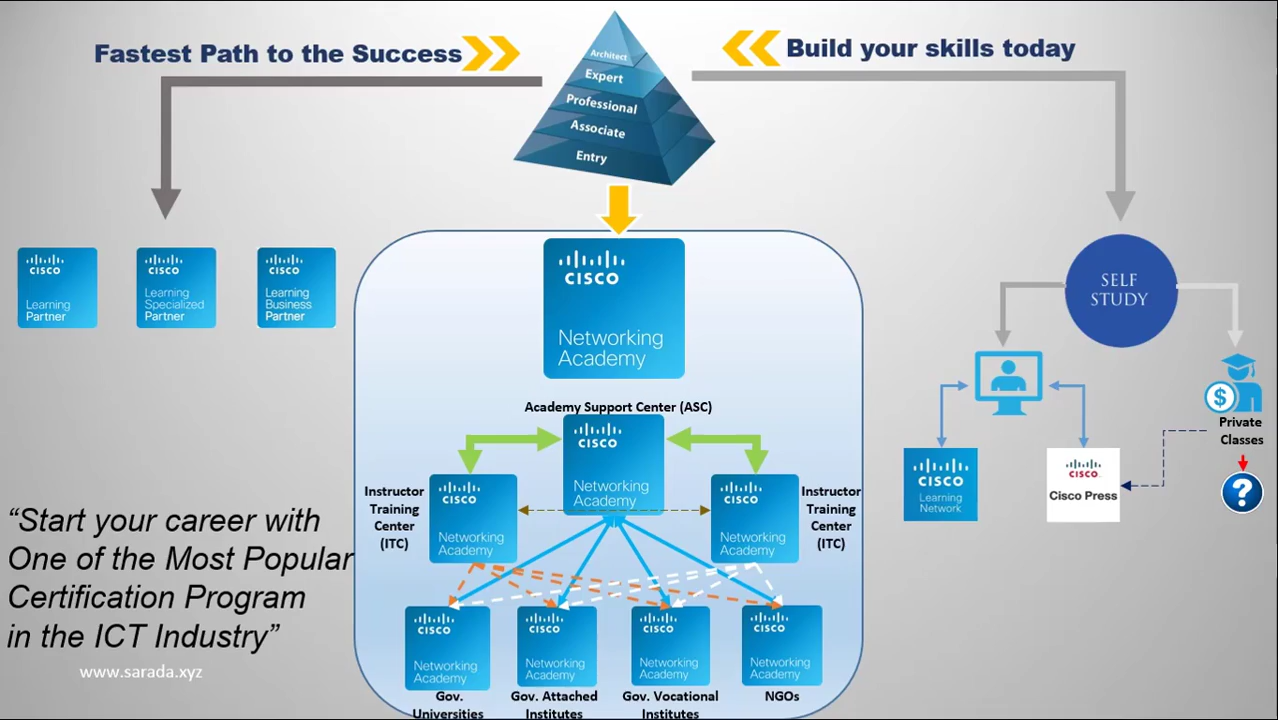 Fastest Path to the Success
Build your skills today
Architect
Expert
Professional
Associate
Entry
CISCO
Learning
Partner
CISCO
Learning
Specialized
Partner
CISCO
Learning
Business
Partner
CISCO
Networking
Academy
SELF
STUDY
$
Private
Classes
?
CISCO
Learning
Network
CISCO
Cisco Press
Academy Support Center (ASC)
CISCO
Networking
Academy
Instructor
Training
Center
(ITC)
CISCO
Networking
Academy
CISCO
Networking
Academy
Instructor
Training
Center
(ITC)
CISCO
Networking
Academy
Gov.
Universities
CISCO
Networking
Academy
Gov. Attached
Institutes
CISCO
Networking
Academy
Gov. Vocational
Institutes
CISCO
Networking
Academy
NGOs
“Start your career with
One of the Most Popular
Certification Program
in the ICT Industry”
www.sarada.xyz